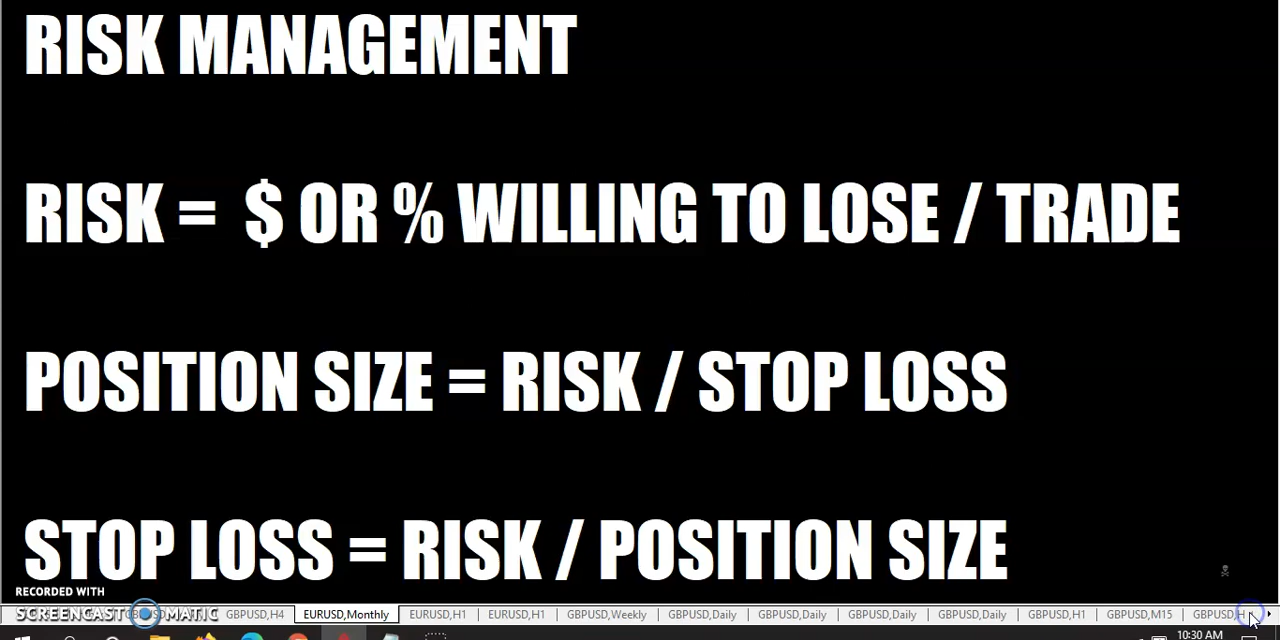 RISK MANAGEMENT
RISK = $ OR % WILLING TO LOSE / TRADE
POSITION SIZE = RISK / STOP LOSS
STOP LOSS = RISK / POSITION SIZE
RECORDED WITH
SCREENCAST MATIC
GBPUSD,H4 EURUSD,Monthly EURUSD,H1 EURUSD,H1 GBPUSD,Weekly GBPUSD,Daily GBPUSD,Daily GBPUSD,Daily GBPUSD,Daily GBPUSD,H1 GBPUSD,M15 GBPUSD,H
10:30 AM